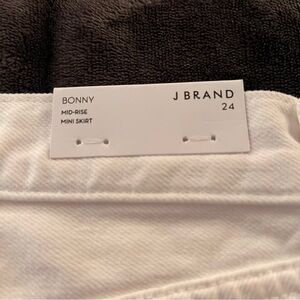 BONNY
MID-RISE
MINI SKIRT
J BRAND
24